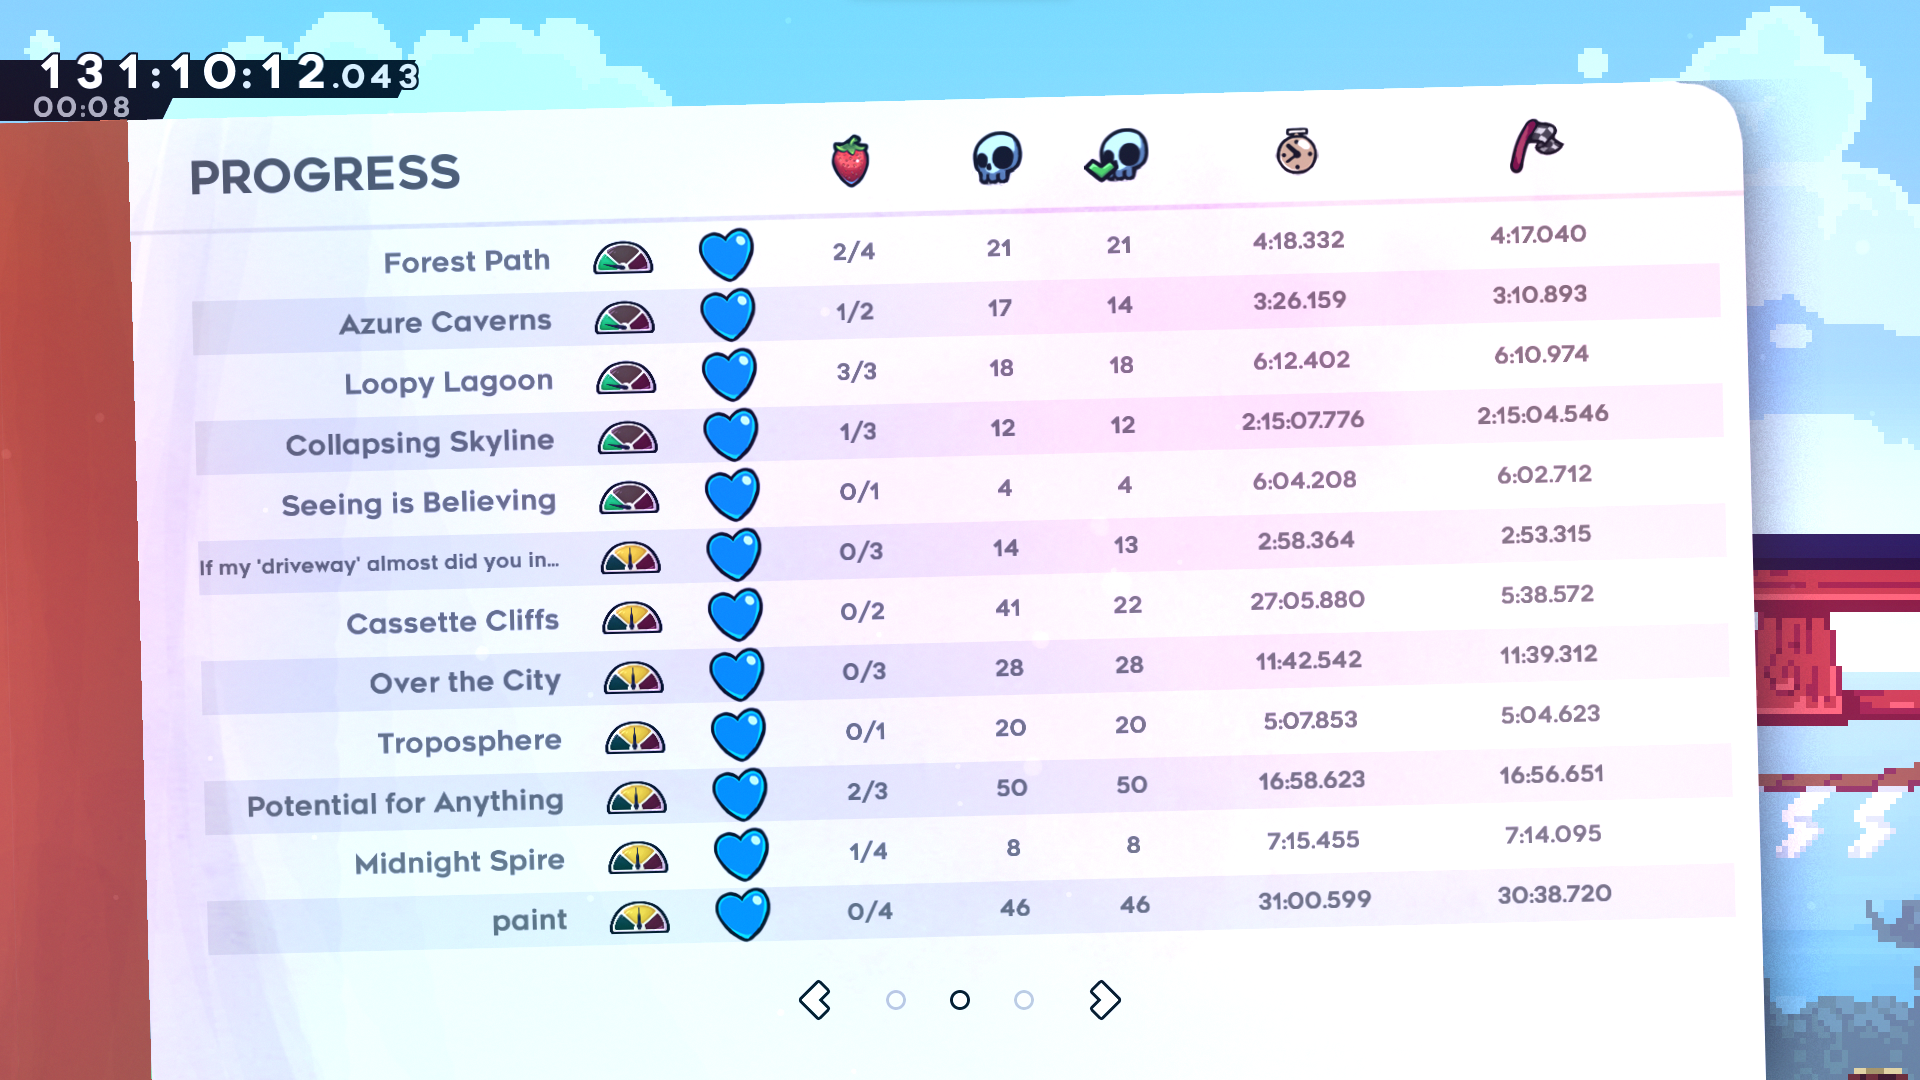 131:10:12.043
00:08
PROGRESS
Forest Path 2/4 21 21 4:18.332 4:17.040
Azure Caverns 1/2 17 14 3:26.159 3:10.893
Loopy Lagoon 3/3 18 18 6:12.402 6:10.974
Collapsing Skyline 1/3 12 12 2:15:07.776 2:15:04.546
Seeing is Believing 0/1 4 4 6:04.208 6:02.712
If my 'driveway' almost did you in... 0/3 14 13 2:58.364 2:53.315
Cassette Cliffs 0/2 41 22 27:05.880 5:38.572
Over the City 0/3 28 28 11:42.542 11:39.312
Troposphere 0/1 20 20 5:07.853 5:04.623
Potential for Anything 2/3 50 50 16:58.623 16:56.651
Midnight Spire 1/4 8 8 7:15.455 7:14.095
paint 0/4 46 46 31:00.599 30:38.720